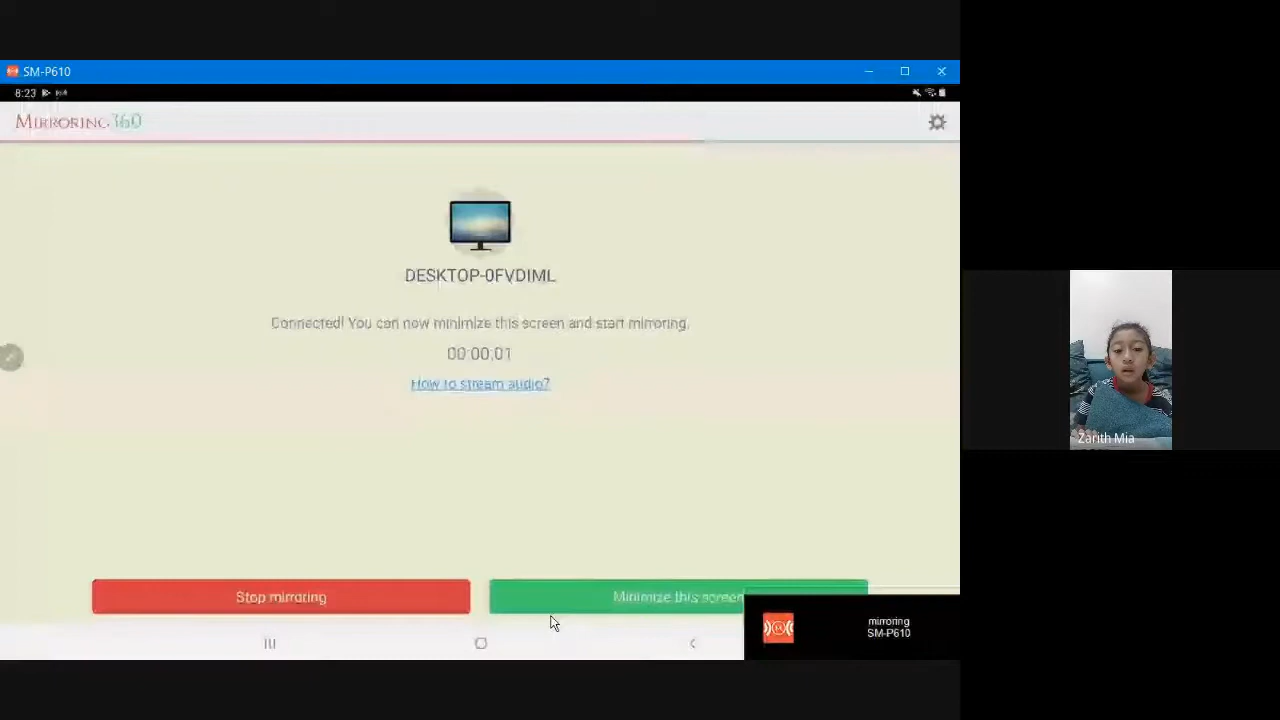 SM-P610
8:23
MIRRORING360
DESKTOP-0FVDIML
Connected! You can now minimize this screen and start mirroring.
00:00:01
How to stream audio?
Stop mirroring
Minimize this screen
mirroring
SM-P610
Zarith Mia